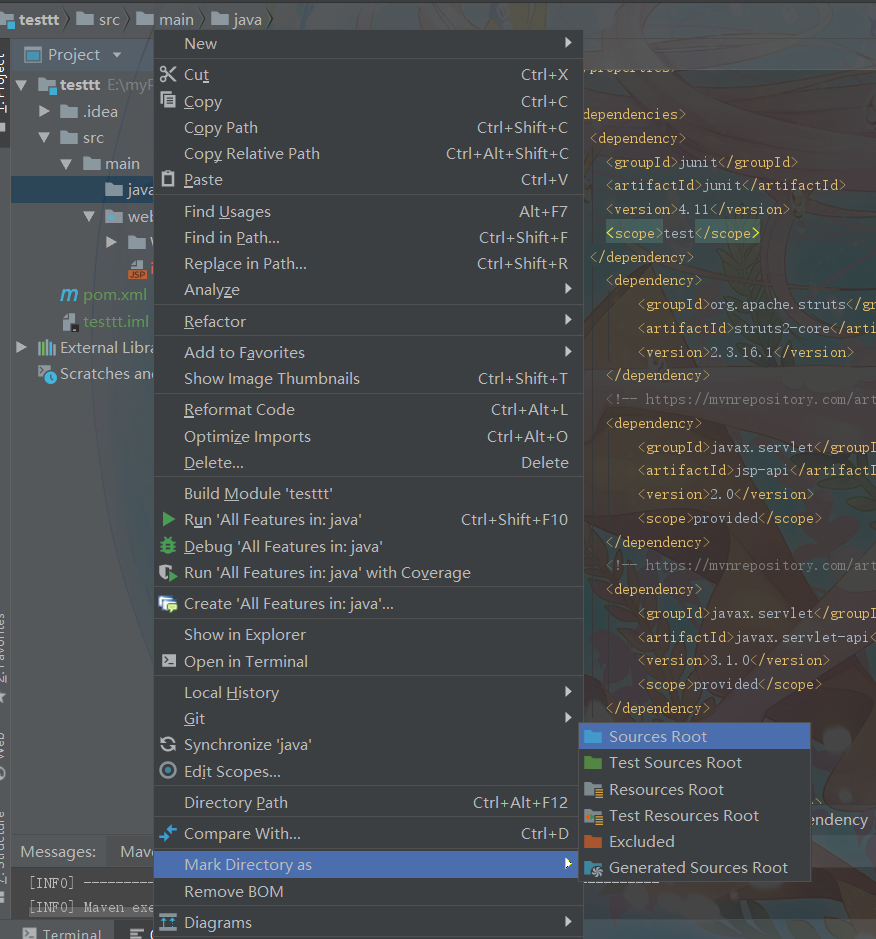 testtt src main java
Project
testtt E:\myP
.idea
src
main
java
web
pom.xml
testtt.iml
External Libra
Scratches and
New
Cut Ctrl+X
Copy Ctrl+C
Copy Path Ctrl+Shift+C
Copy Relative Path Ctrl+Alt+Shift+C
Paste Ctrl+V
Find Usages Alt+F7
Find in Path... Ctrl+Shift+F
Replace in Path... Ctrl+Shift+R
Analyze
Refactor
Add to Favorites
Show Image Thumbnails Ctrl+Shift+T
Reformat Code Ctrl+Alt+L
Optimize Imports Ctrl+Alt+O
Delete... Delete
Build Module 'testtt'
Run 'All Features in: java' Ctrl+Shift+F10
Debug 'All Features in: java'
Run 'All Features in: java' with Coverage
Create 'All Features in: java'...
Show in Explorer
Open in Terminal
Local History
Git
Synchronize 'java'
Edit Scopes...
Directory Path Ctrl+Alt+F12
Compare With... Ctrl+D
Mark Directory as
Remove BOM
Diagrams
Sources Root
Test Sources Root
Resources Root
Test Resources Root
Excluded
Generated Sources Root
/properties>
dependencies>
<dependency>
<groupId>junit</groupId>
<artifactId>junit</artifactId>
<version>4.11</version>
<scope>test</scope>
</dependency>
<dependency>
<groupId>org.apache.struts</g
<artifactId>struts2-core</arti
<version>2.3.16.1</version>
</dependency>
<!-- https://mvnrepository.com/art
<dependency>
<groupId>javax.servlet</groupI
<artifactId>jsp-api</artifactI
<version>2.0</version>
<scope>provided</scope>
</dependency>
<!-- https://mvnrepository.com/art
<dependency>
<groupId>javax.servlet</groupI
<artifactId>javax.servlet-api<
<version>3.1.0</version>
<scope>provided</scope>
</dependency>
endency
Messages: Mav
[INFO] ----------
[INFO] Maven exe
Terminal